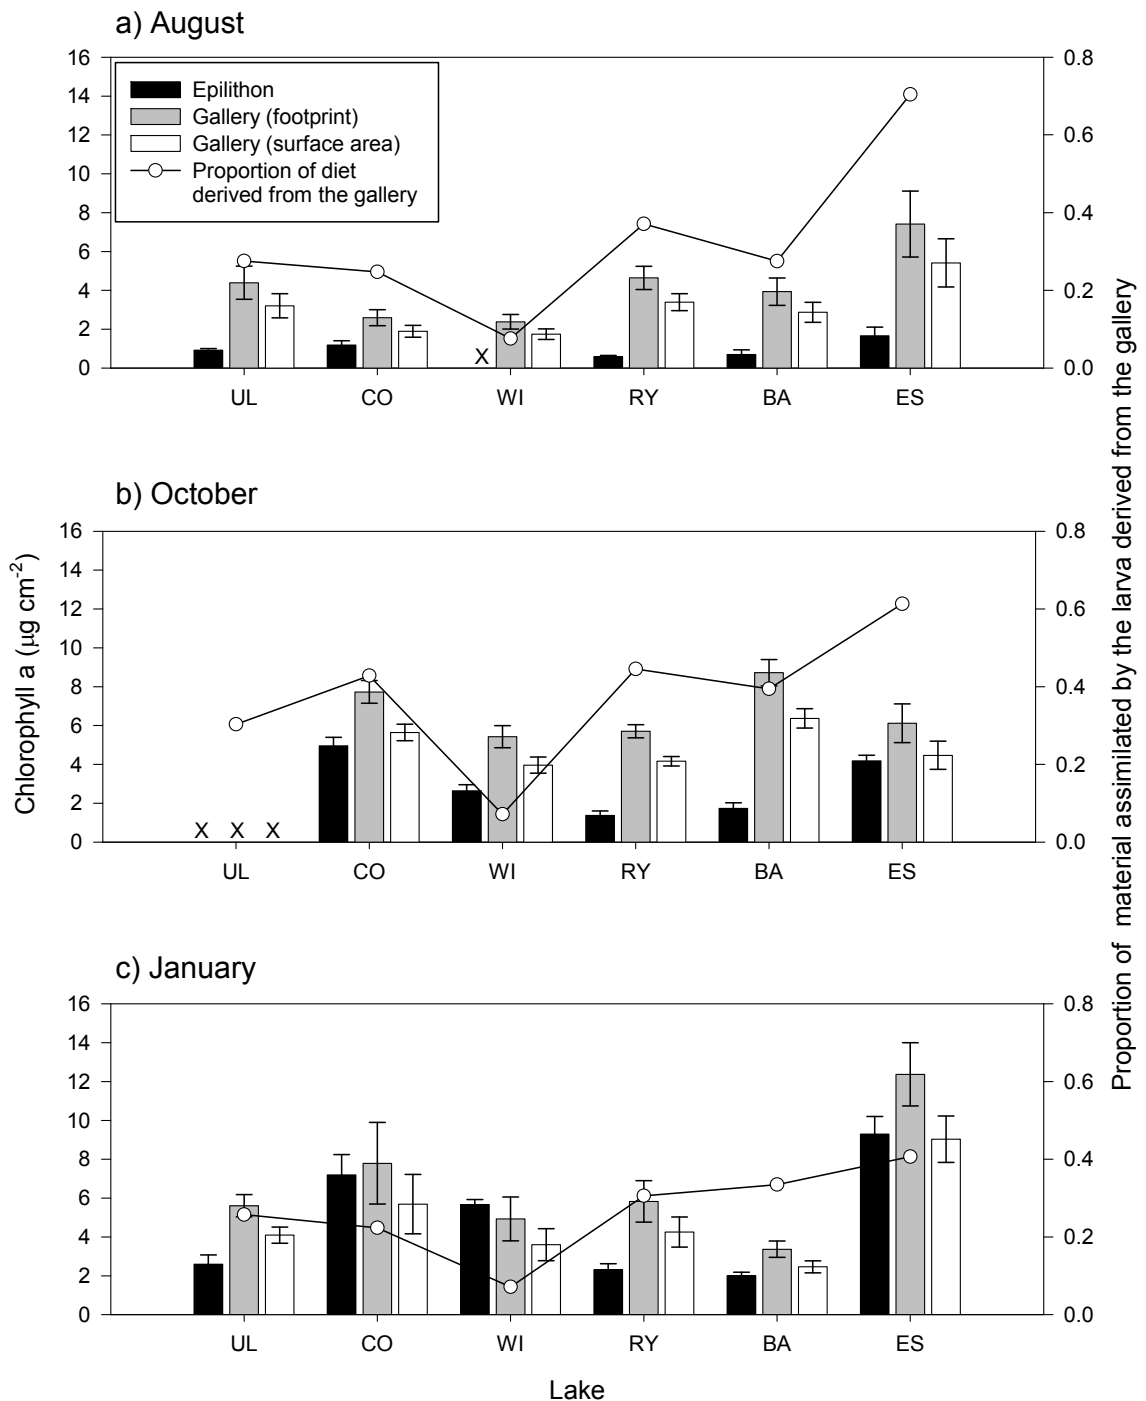 a) August
16
14
12
10
8
6
4
2
0
0.8
0.6
0.4
0.2
0.0
Epilithon
Gallery (footprint)
Gallery (surface area)
Proportion of diet
derived from the gallery
X
UL CO WI RY BA ES
b) October
16
14
12
10
8
6
4
2
0
0.8
0.6
0.4
0.2
0.0
X X X
UL CO WI RY BA ES
Chlorophyll a (μg cm-2)
Proportion of material assimilated by the larva derived from the gallery
c) January
16
14
12
10
8
6
4
2
0
0.8
0.6
0.4
0.2
0.0
UL CO WI RY BA ES
Lake